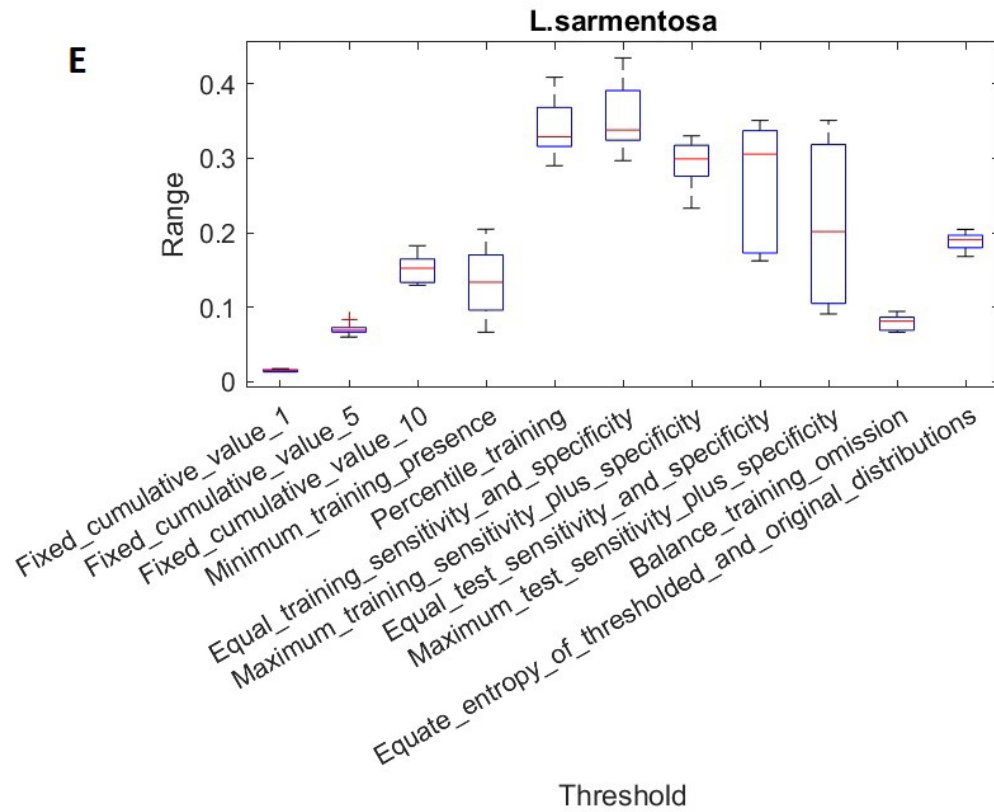 L.sarmentosa
E
Range
0.4
0.3
0.2
0.1
0
Fixed_cumulative_value_1
Fixed_cumulative_value_5
Fixed_cumulative_value_10
Minimum_training_presence
Percentile_training
Equal_training_sensitivity_and_specificity
Maximum_training_sensitivity_plus_specificity
Equal_test_sensitivity_and_specificity
Maximum_test_sensitivity_plus_specificity
Balance_training_omission
Equate_entropy_of_thresholded_and_original_distributions
Threshold